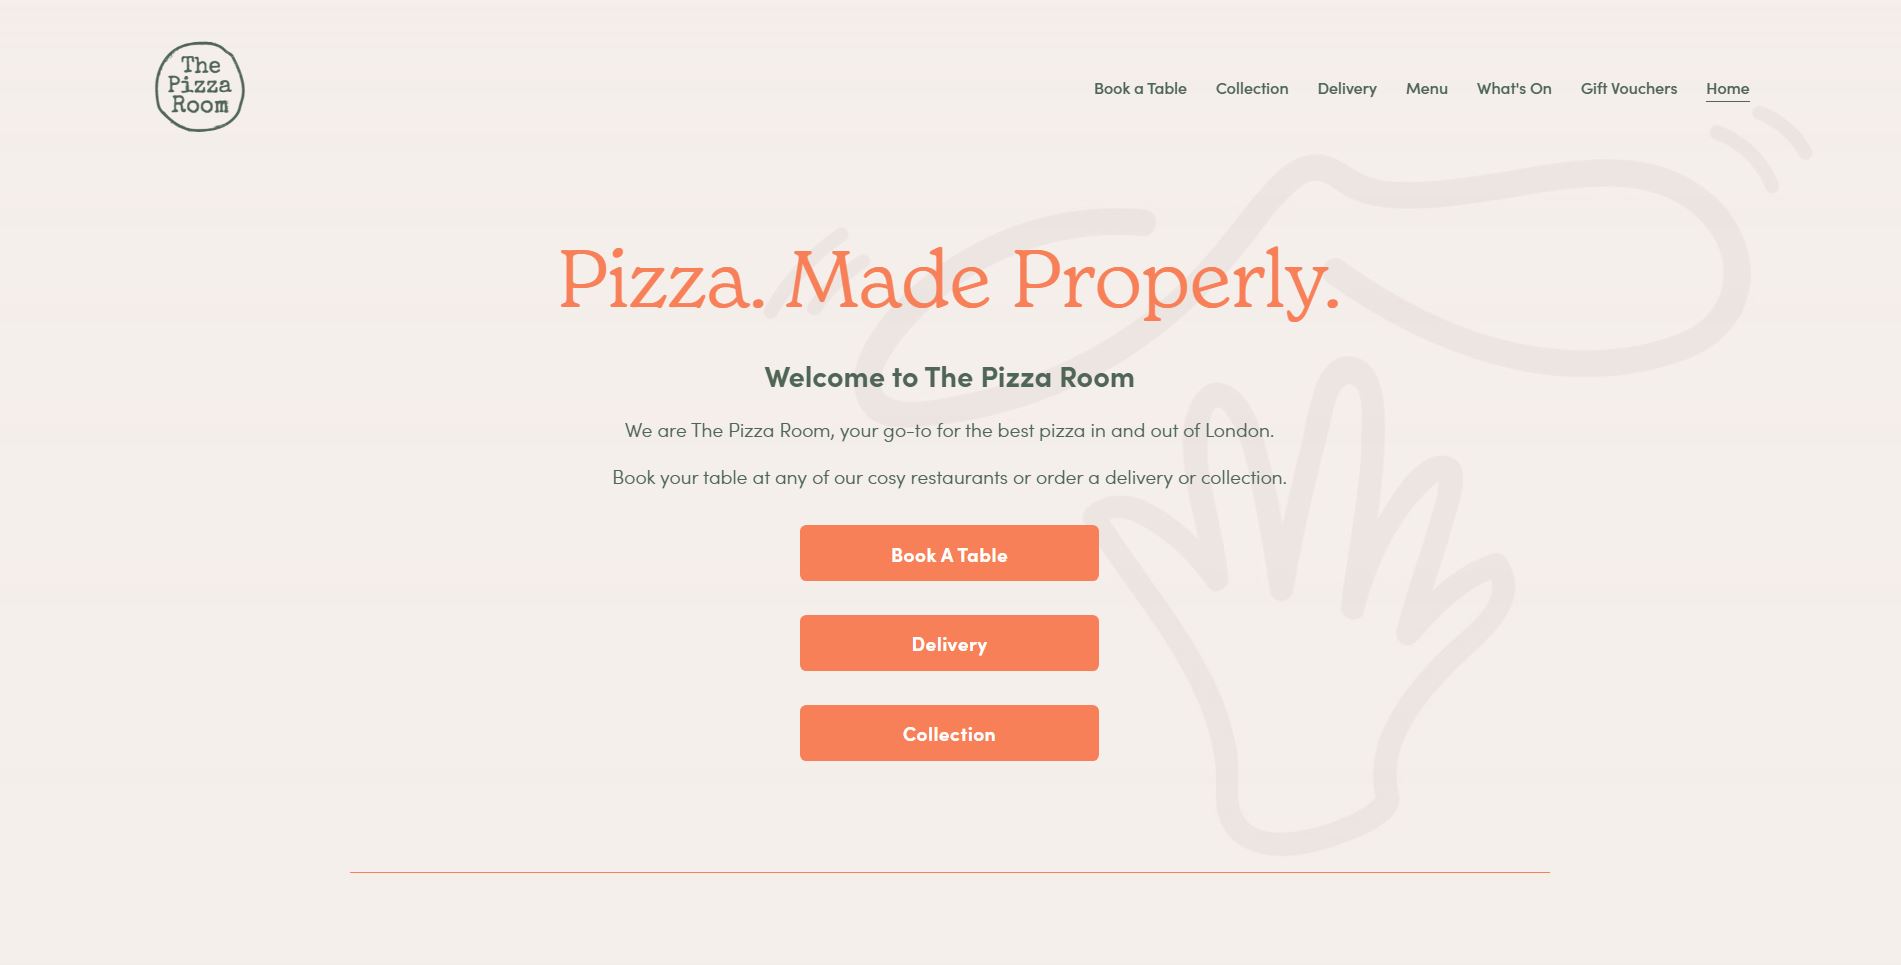 The
Pizza
Room
Book a Table
Collection
Delivery
Menu
What's On
Gift Vouchers
Home
Pizza. Made Properly.
Welcome to The Pizza Room
We are The Pizza Room, your go-to for the best pizza in and out of London.
Book your table at any of our cosy restaurants or order a delivery or collection.
Book A Table
Delivery
Collection